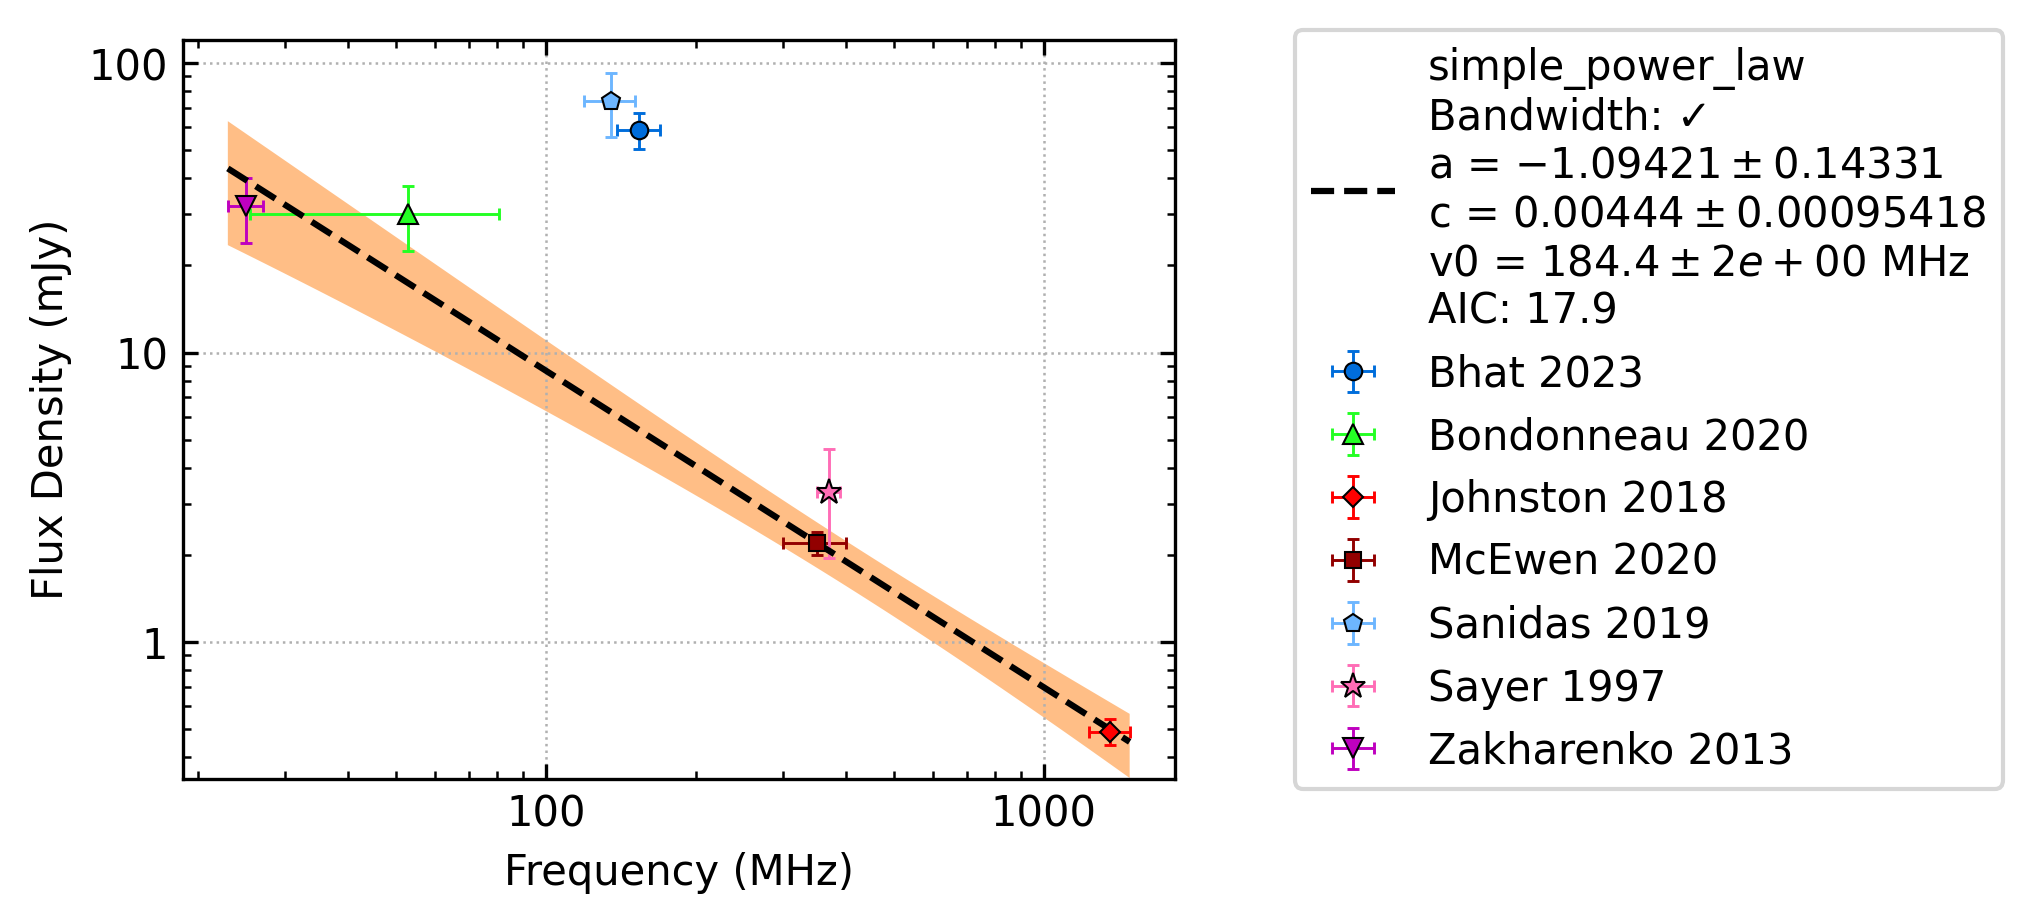 100
10
1
Flux Density (mJy)
100
1000
Frequency (MHz)
simple_power_law
Bandwidth: ✓
a = −1.09421 ± 0.14331
c = 0.00444 ± 0.00095418
v0 = 184.4 ± 2e + 00 MHz
AIC: 17.9
Bhat 2023
Bondonneau 2020
Johnston 2018
McEwen 2020
Sanidas 2019
Sayer 1997
Zakharenko 2013